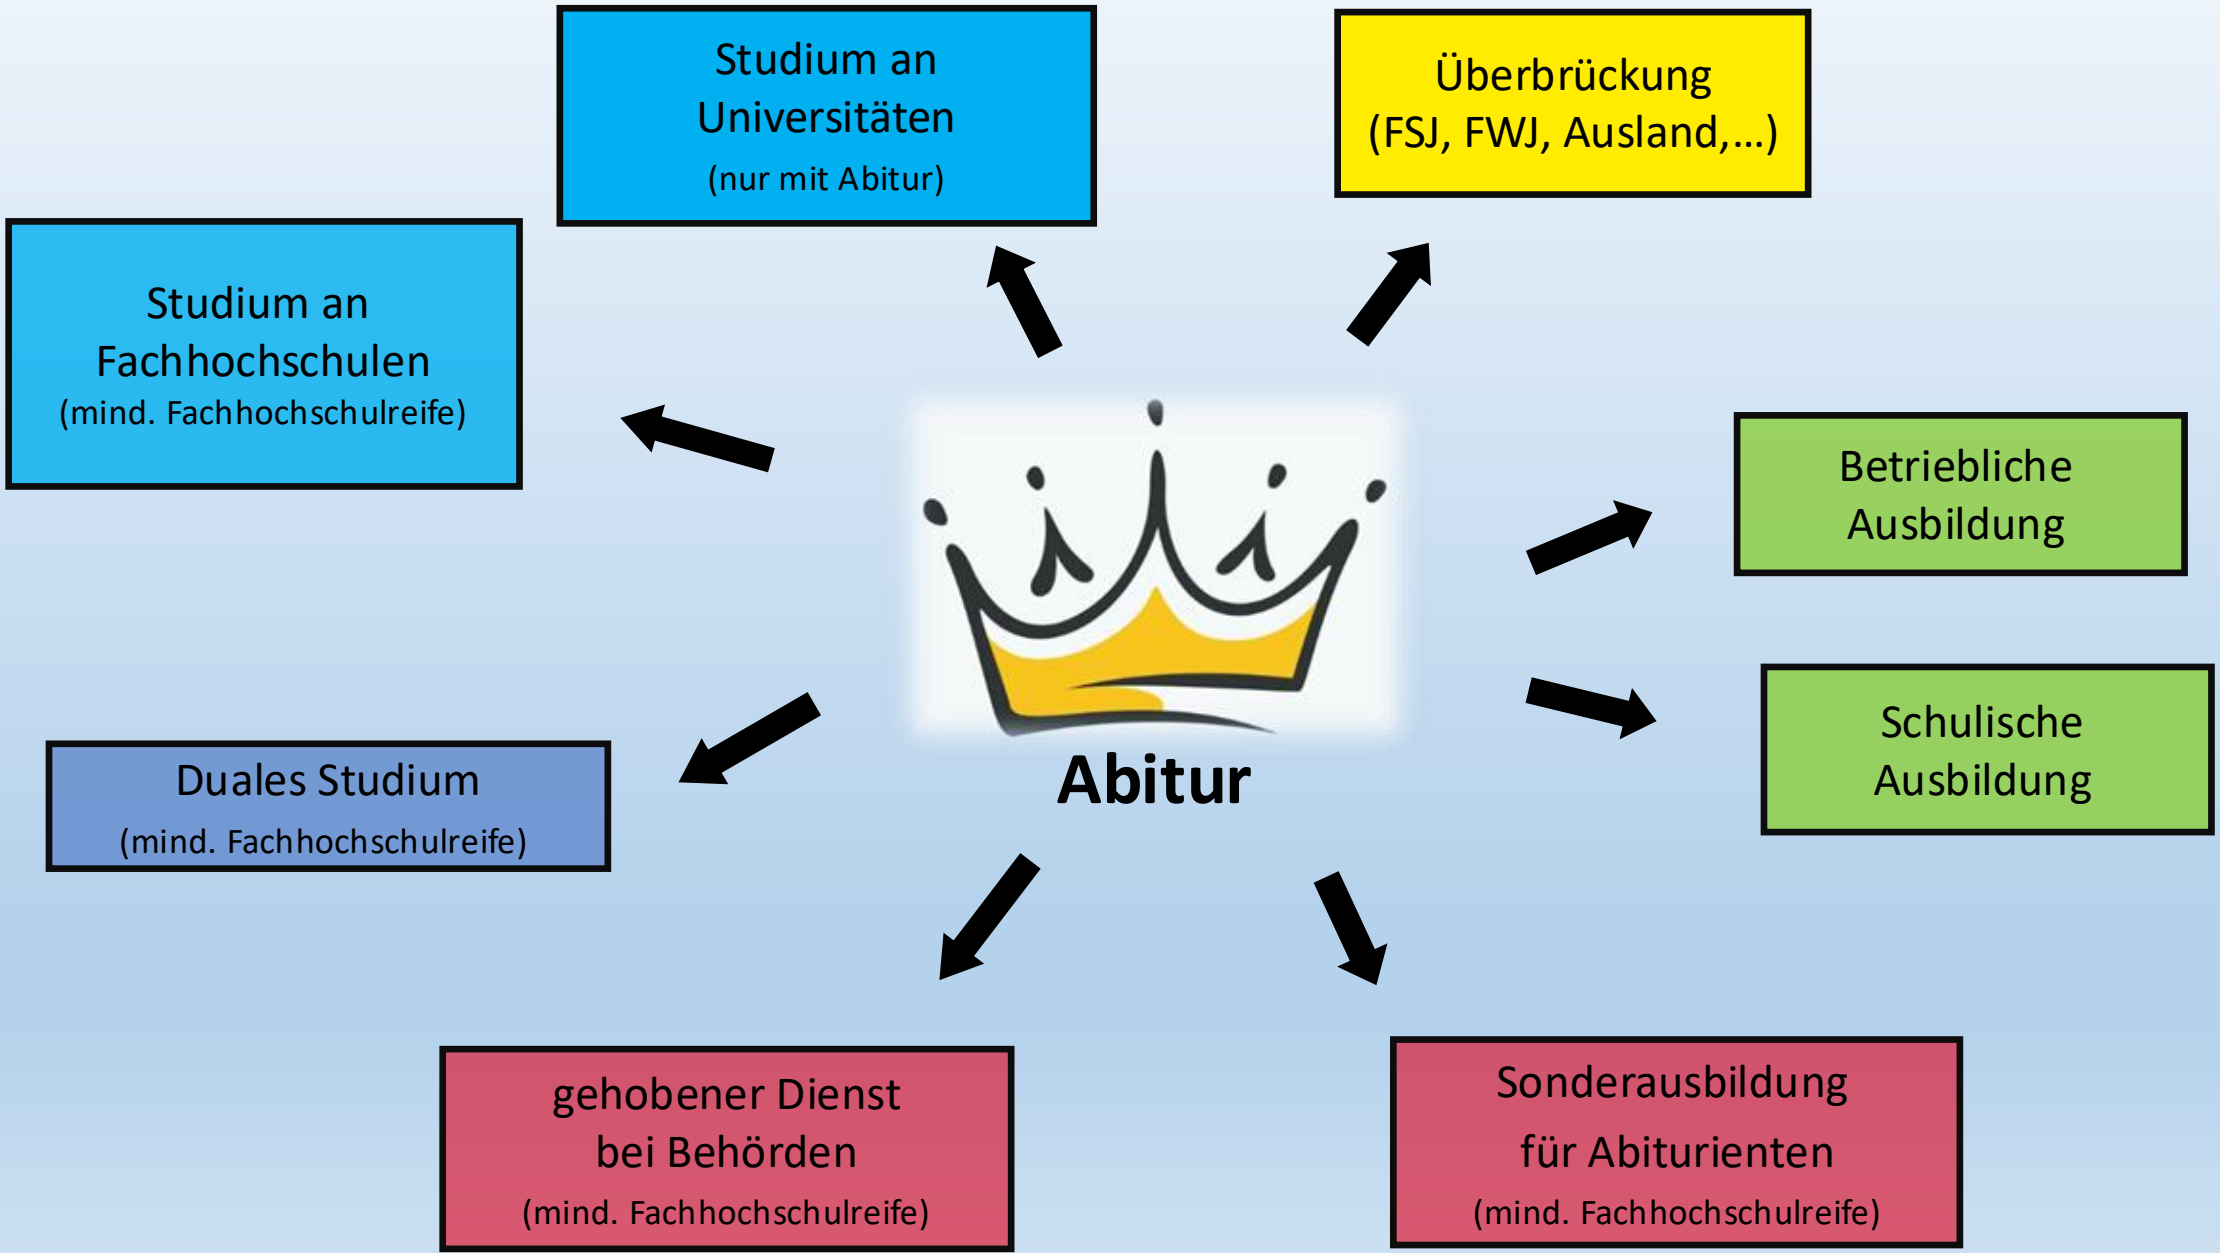 Studium an
Universitäten
(nur mit Abitur)
Überbrückung
(FSJ, FWJ, Ausland,...)
Studium an
Fachhochschulen
(mind. Fachhochschulreife)
Betriebliche
Ausbildung
Schulische
Ausbildung
Abitur
Duales Studium
(mind. Fachhochschulreife)
gehobener Dienst
bei Behörden
(mind. Fachhochschulreife)
Sonderausbildung
für Abiturienten
(mind. Fachhochschulreife)